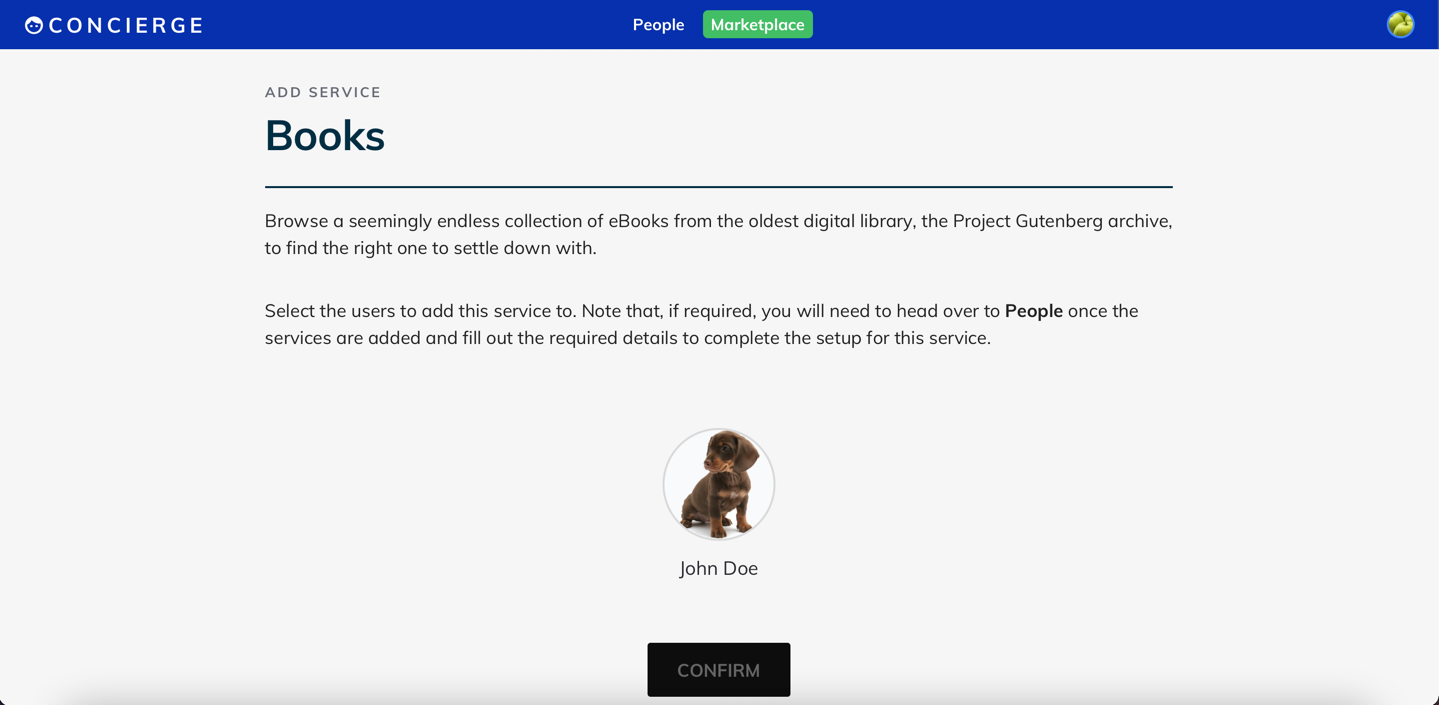 CONCIERGE
People
Marketplace
ADD SERVICE
Books
Browse a seemingly endless collection of eBooks from the oldest digital library, the Project Gutenberg archive,
to find the right one to settle down with.
Select the users to add this service to. Note that, if required, you will need to head over to People once the
services are added and fill out the required details to complete the setup for this service.
John Doe
CONFIRM